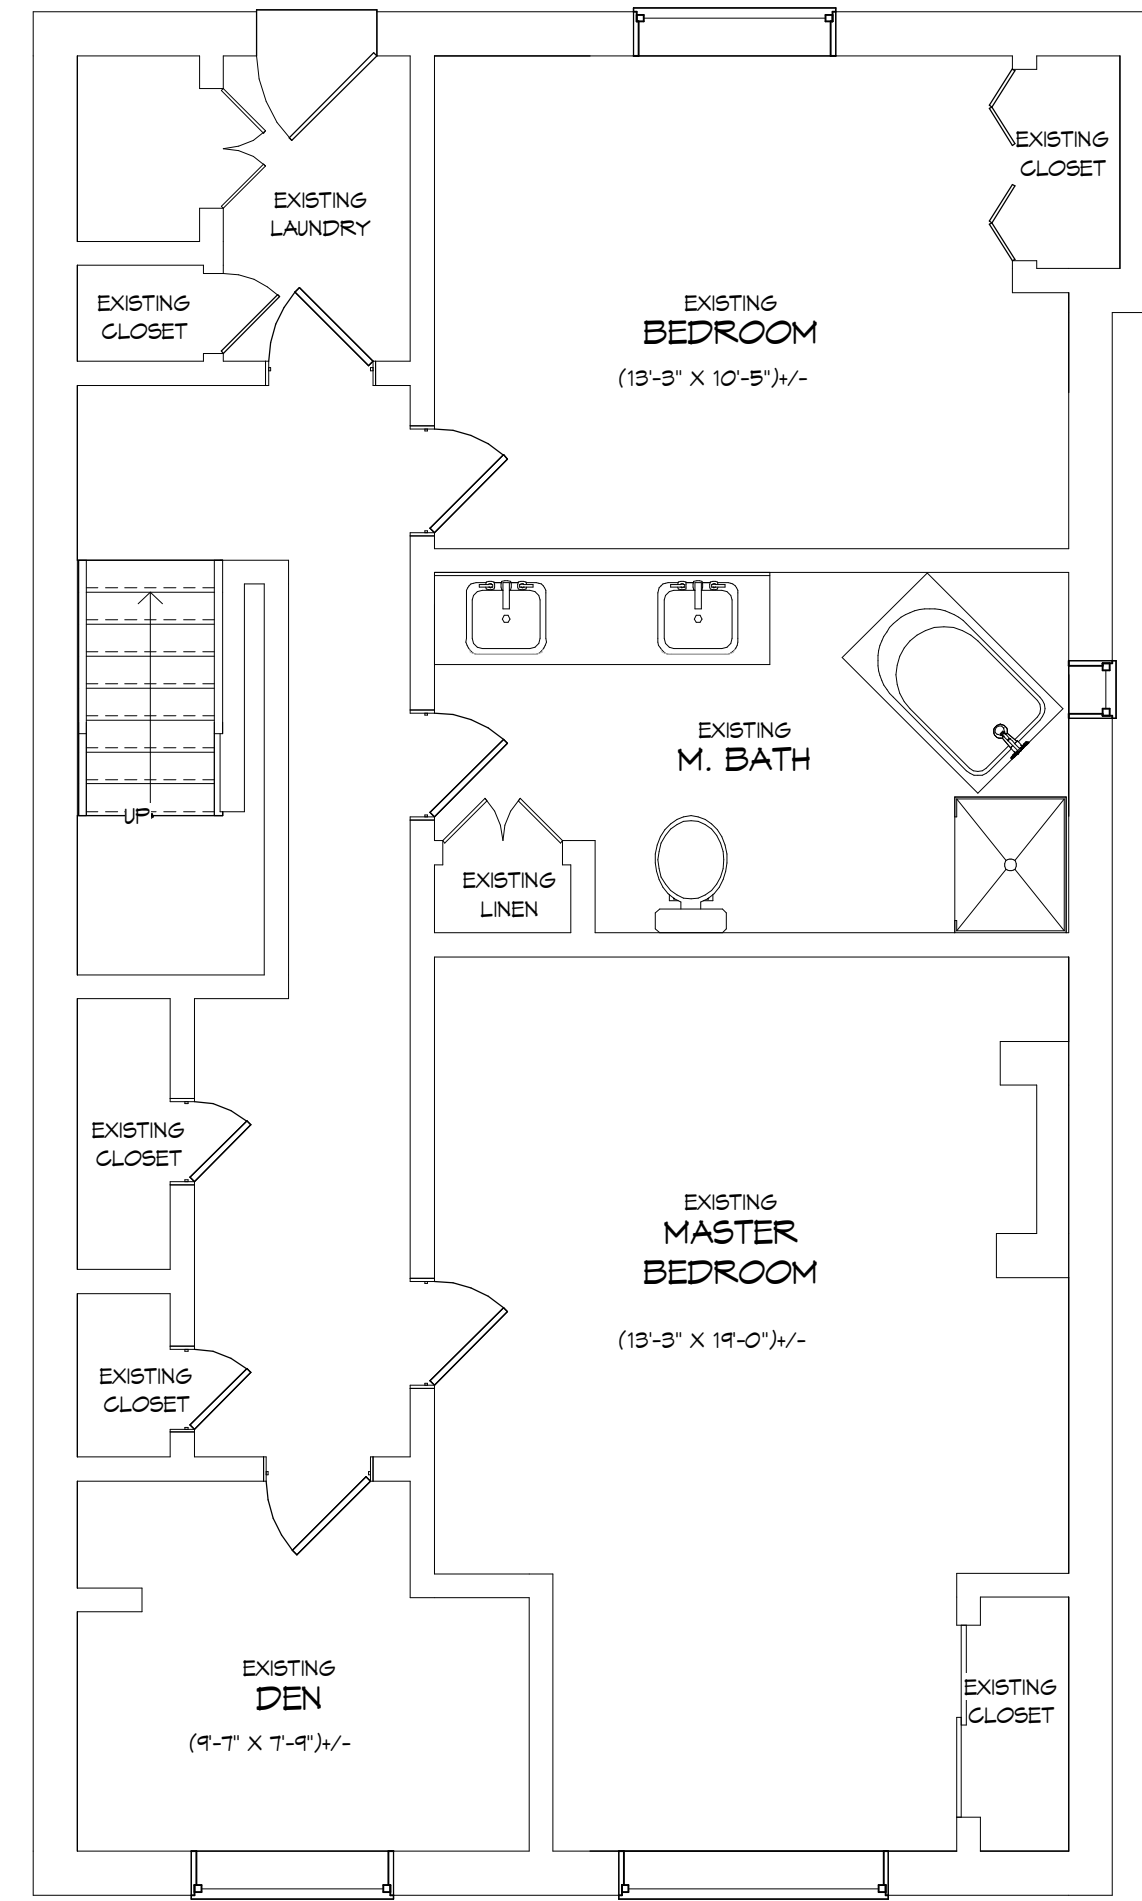 EXISTING
LAUNDRY
EXISTING
CLOSET
EXISTING
CLOSET
EXISTING
BEDROOM
(13'-3" X 10'-5")+/-
UP
EXISTING
M. BATH
EXISTING
LINEN
EXISTING
CLOSET
EXISTING
MASTER
BEDROOM
(13'-3" X 19'-0")+/-
EXISTING
CLOSET
EXISTING
DEN
(9'-7" X 7'-9")+/-
EXISTING
CLOSET